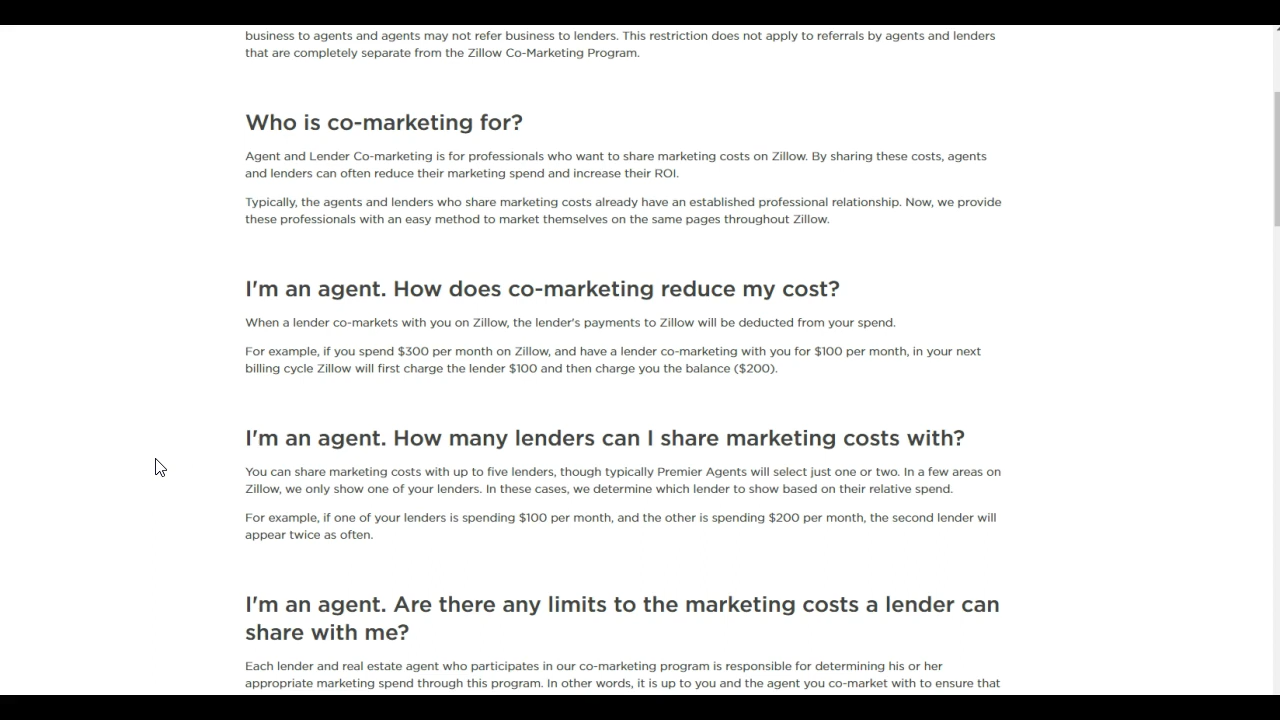 business to agents and agents may not refer business to lenders. This restriction does not apply to referrals by agents and lenders
that are completely separate from the Zillow Co-Marketing Program.
Who is co-marketing for?
Agent and Lender Co-marketing is for professionals who want to share marketing costs on Zillow. By sharing these costs, agents
and lenders can often reduce their marketing spend and increase their ROI.
Typically, the agents and lenders who share marketing costs already have an established professional relationship. Now, we provide
these professionals with an easy method to market themselves on the same pages throughout Zillow.
I'm an agent. How does co-marketing reduce my cost?
When a lender co-markets with you on Zillow, the lender's payments to Zillow will be deducted from your spend.
For example, if you spend $300 per month on Zillow, and have a lender co-marketing with you for $100 per month, in your next
billing cycle Zillow will first charge the lender $100 and then charge you the balance ($200).
I'm an agent. How many lenders can I share marketing costs with?
You can share marketing costs with up to five lenders, though typically Premier Agents will select just one or two. In a few areas on
Zillow, we only show one of your lenders. In these cases, we determine which lender to show based on their relative spend.
For example, if one of your lenders is spending $100 per month, and the other is spending $200 per month, the second lender will
appear twice as often.
I'm an agent. Are there any limits to the marketing costs a lender can
share with me?
Each lender and real estate agent who participates in our co-marketing program is responsible for determining his or her
appropriate marketing spend through this program. In other words, it is up to you and the agent you co-market with to ensure that